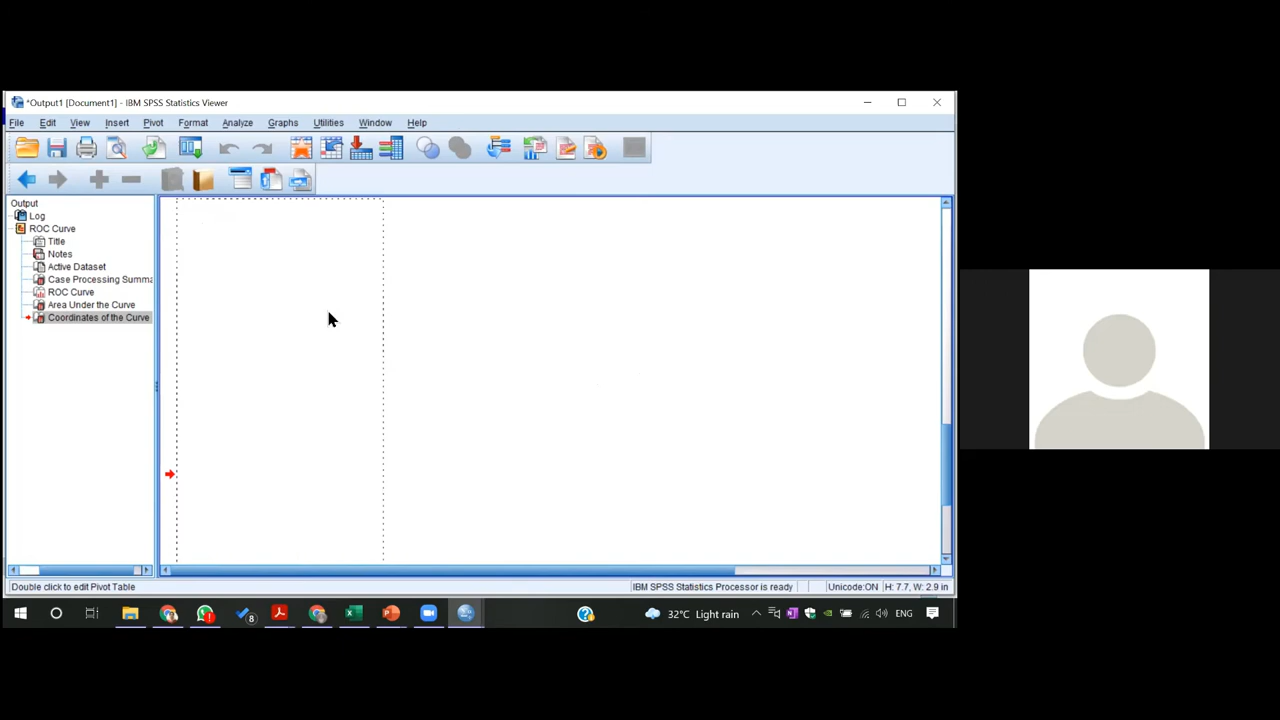 *Output1 [Document1] - IBM SPSS Statistics Viewer
File Edit View Insert Pivot Format Analyze Graphs Utilities Window Help
Output
Log
ROC Curve
Title
Notes
Active Dataset
Case Processing Summa
ROC Curve
Area Under the Curve
Coordinates of the Curve
Double click to edit Pivot Table IBM SPSS Statistics Processor is ready Unicode:ON H: 7.7, W: 2.9 in
8 32°C Light rain ENG